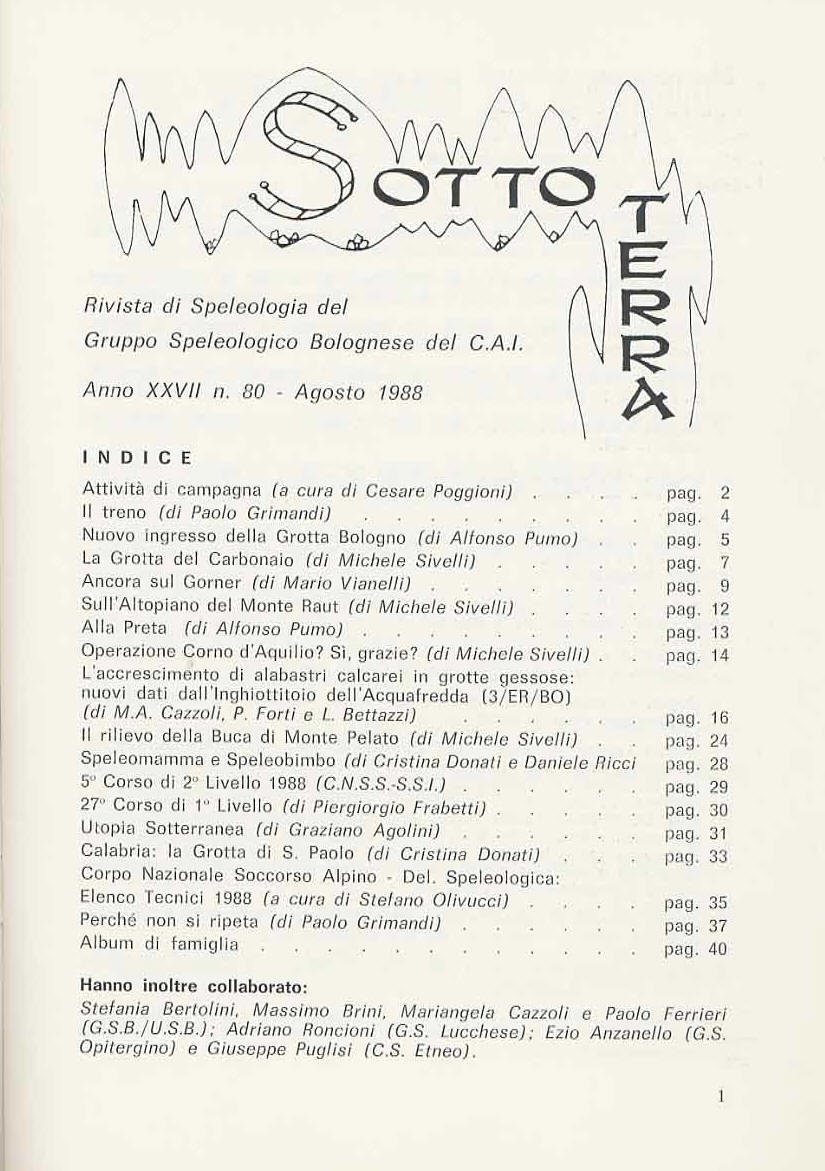 SOTTO
TERRA
Rivista di Speleologia del
Gruppo Speleologico Bolognese del C.A.I.
Anno XXVII n. 80 - Agosto 1988
INDICE
Attività di campagna (a cura di Cesare Poggioni) . . . . pag. 2
Il treno (di Paolo Grimandi) . . . . . . . . . pag. 4
Nuovo ingresso della Grotta Bologno (di Alfonso Pumo) . . pag. 5
La Grotta del Carbonaio (di Michele Sivelli) . . . . . pag. 7
Ancora sul Gorner (di Mario Vianelli) . . . . . . . pag. 9
Sull'Altopiano del Monte Raut (di Michele Sivelli) . . . . pag. 12
Alla Preta (di Alfonso Pumo) . . . . . . . . . pag. 13
Operazione Corno d'Aquilio? Sì, grazie? (di Michele Sivelli) . . pag. 14
L'accrescimento di alabastri calcarei in grotte gessose:
nuovi dati dall'Inghiottitoio dell'Acquafredda (3/ER/BO)
(di M.A. Cazzoli, P. Forti e L. Bettazzi) . . . . . . pag. 16
Il rilievo della Buca di Monte Pelato (di Michele Sivelli) . . pag. 24
Speleomamma e Speleobimbo (di Cristina Donati e Daniele Ricci pag. 28
5° Corso di 2° Livello 1988 (C.N.S.S.-S.S.I.) . . . . . . pag. 29
27° Corso di 1° Livello (di Piergiorgio Frabetti) . . . . . pag. 30
Utopia Sotterranea (di Graziano Agolini) . . . . . . pag. 31
Calabria: la Grotta di S. Paolo (di Cristina Donati) . . . pag. 33
Corpo Nazionale Soccorso Alpino - Del. Speleologica:
Elenco Tecnici 1988 (a cura di Stefano Olivucci) . . . . pag. 35
Perché non si ripeta (di Paolo Grimandi) . . . . . . pag. 37
Album di famiglia . . . . . . . . . . . . pag. 40
Hanno inoltre collaborato:
Stefania Bertolini, Massimo Brini, Mariangela Cazzoli e Paolo Ferrieri
(G.S.B./U.S.B.); Adriano Roncioni (G.S. Lucchese); Ezio Anzanello (G.S.
Opitergino) e Giuseppe Puglisi (C.S. Etneo).
1